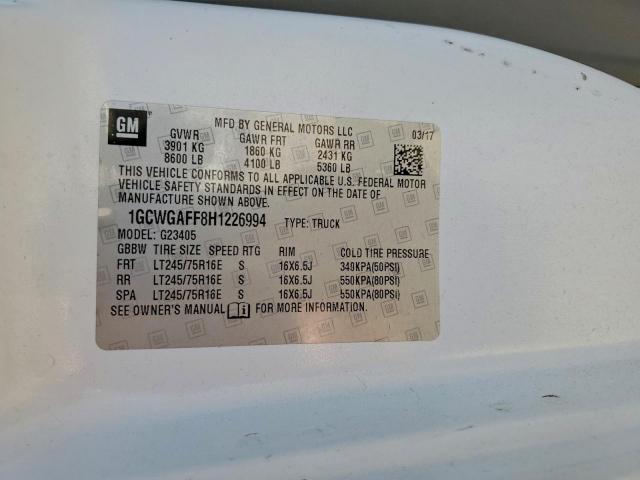 GM
MFD BY GENERAL MOTORS LLC 03/17
GVWR GAWR FRT GAWR RR
3901 KG 1860 KG 2431 KG
8600 LB 4100 LB 5360 LB
THIS VEHICLE CONFORMS TO ALL APPLICABLE U.S. FEDERAL MOTOR
VEHICLE SAFETY STANDARDS IN EFFECT ON THE DATE OF
MANUFACTURE SHOWN ABOVE.
1GCWGAFF8H1226994 TYPE: TRUCK
MODEL: G23405
GBBW TIRE SIZE SPEED RTG RIM COLD TIRE PRESSURE
FRT LT245/75R16E S 16X6.5J 349KPA(50PSI)
RR LT245/75R16E S 16X6.5J 550KPA(80PSI)
SPA LT245/75R16E S 16X6.5J 550KPA(80PSI)
SEE OWNER'S MANUAL FOR MORE INFORMATION.